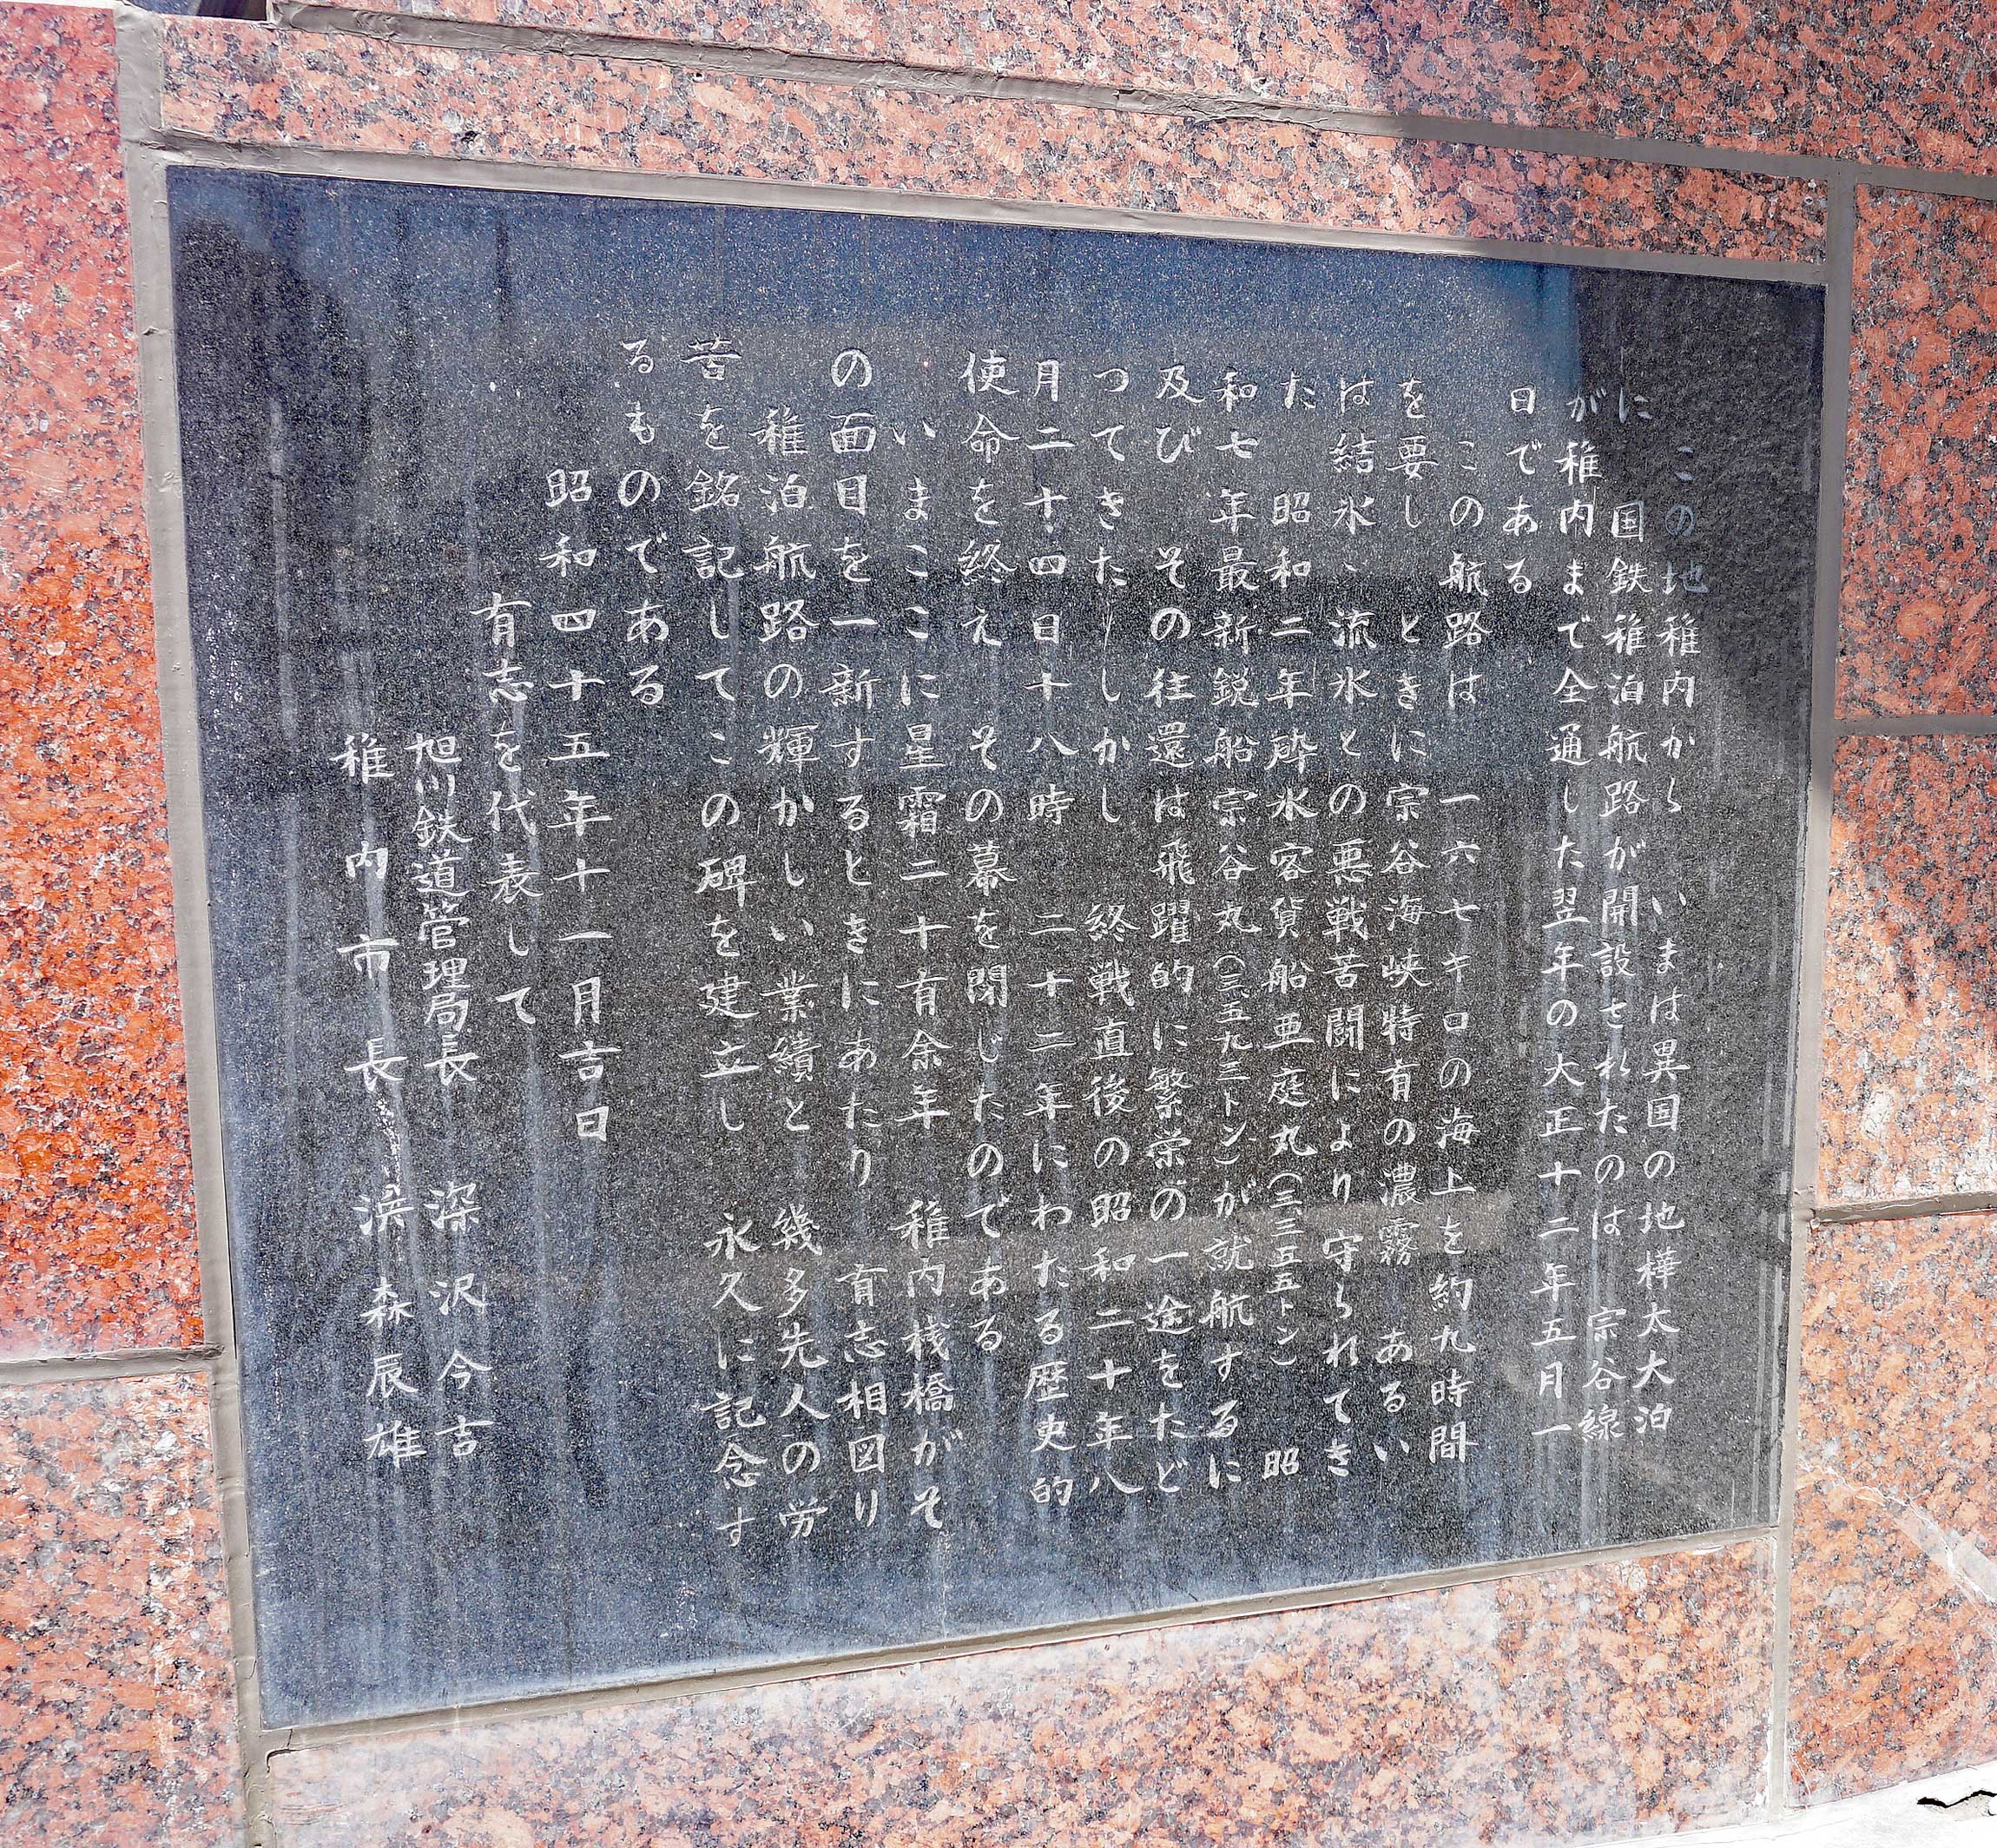 この地稚内から　いまは異国の地樺太大泊
に　国鉄稚泊航路が開設されたのは　宗谷線
が稚内まで全通した翌年の大正十二年五月一
日である
この航路は　一六七キロの海上を約九時間
を要し　ときに宗谷海峡特有の濃霧　あるい
は結氷、流氷との悪戦苦闘により守られてき
た　昭和二年砕氷客貨船亜庭丸（三三五五トン）　昭
和七年最新鋭船宗谷丸（三五九三トン）が就航するに
及び　その往還は飛躍的に繁栄の一途をたど
つてきた　しかし　終戦直後の昭和二十年八
月二十四日十八時　二十二年にわたる歴史的
使命を終え　その幕を閉じたのである
いまここに星霜二十有余年　稚内桟橋がそ
の面目を一新するときにあたり　有志相図り
稚泊航路の輝かしい業績と　幾多先人の労
苦を銘記してこの碑を建立し　永久に記念す
るものである
昭和四十五年十一月吉日
有志を代表して
旭川鉄道管理局長　深沢今吉
稚内市長　浜森辰雄